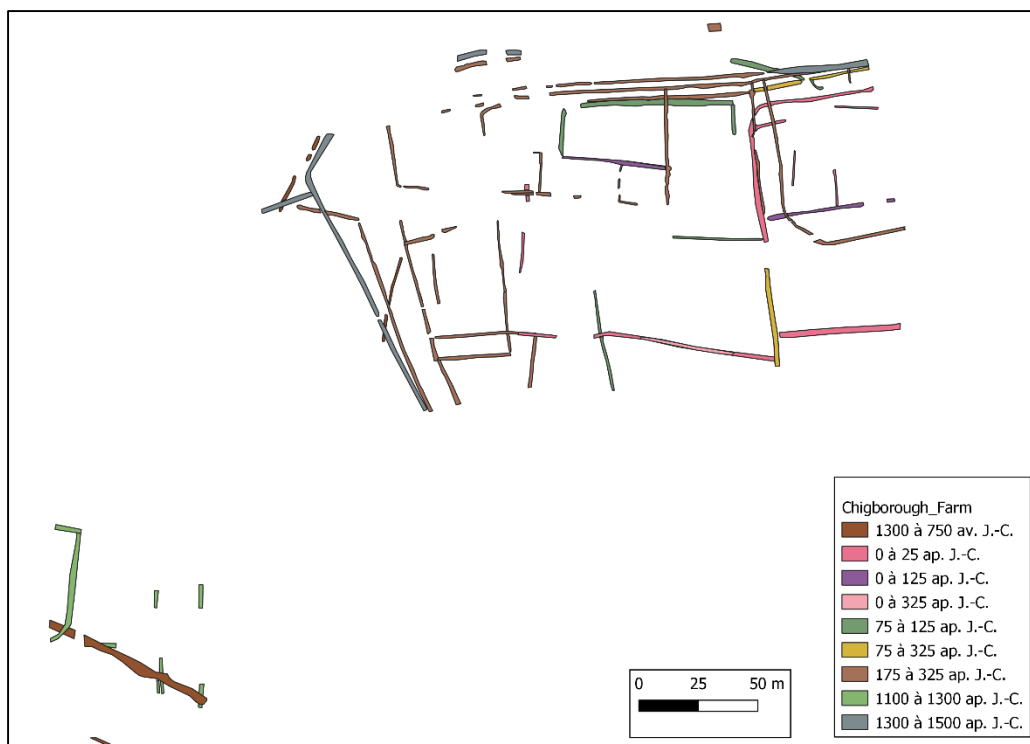 Chigborough_Farm
1300 à 750 av. J.-C.
0 à 25 ap. J.-C.
0 à 125 ap. J.-C.
0 à 325 ap. J.-C.
75 à 125 ap. J.-C.
75 à 325 ap. J.-C.
175 à 325 ap. J.-C.
1100 à 1300 ap. J.-C.
1300 à 1500 ap. J.-C.
0 25 50 m